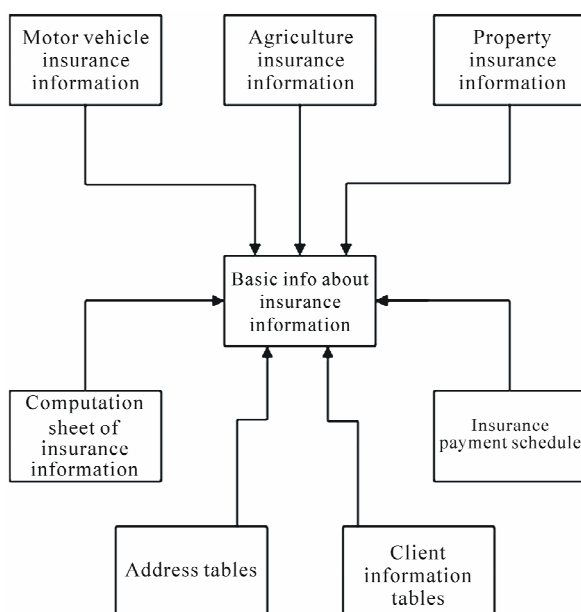 Motor vehicle
insurance
information
Agriculture
insurance
information
Property
insurance
information
Basic info about
insurance
information
Computation
sheet of
insurance
information
Insurance
payment schedule
Address tables
Client
information
tables